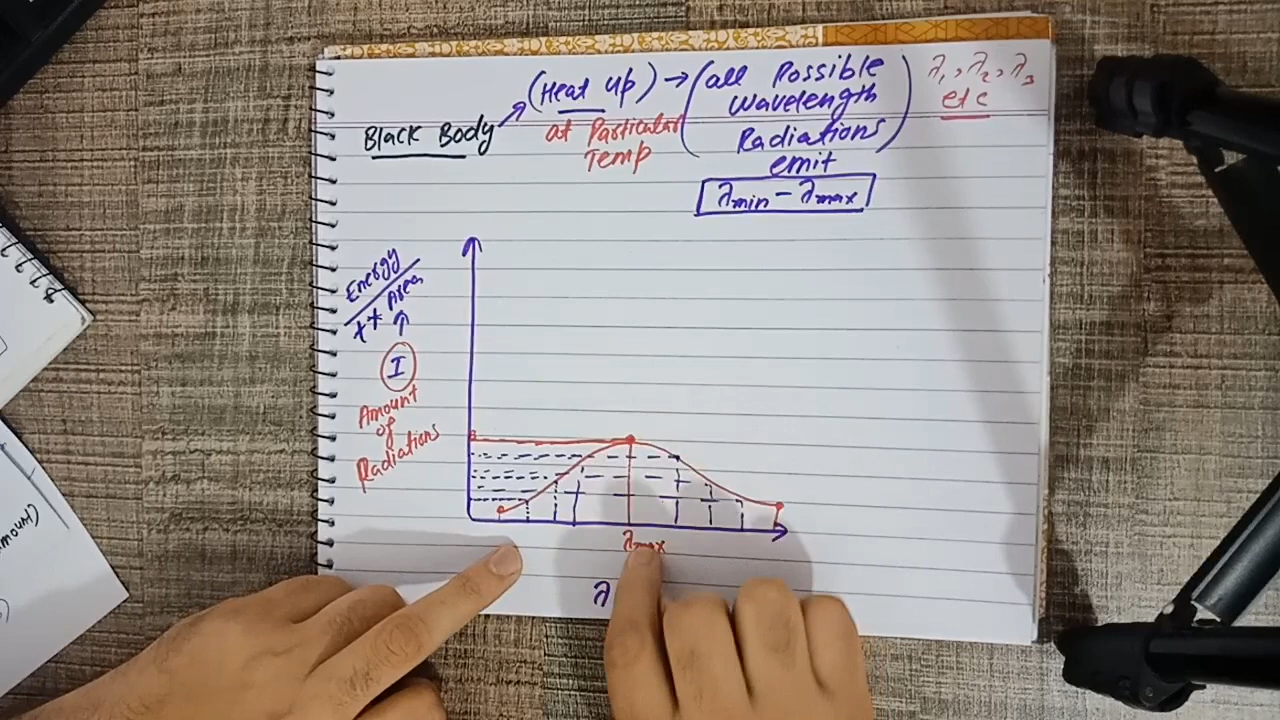 Black Body
(Heat up) →
at Particular
Temp
(all Possible
Wavelength
Radiations)
emit
λmin - λmax
λ1, λ2, λ3
etc
Energy
t × Area
I
Amount
of
Radiations
λmax
λ
mount)